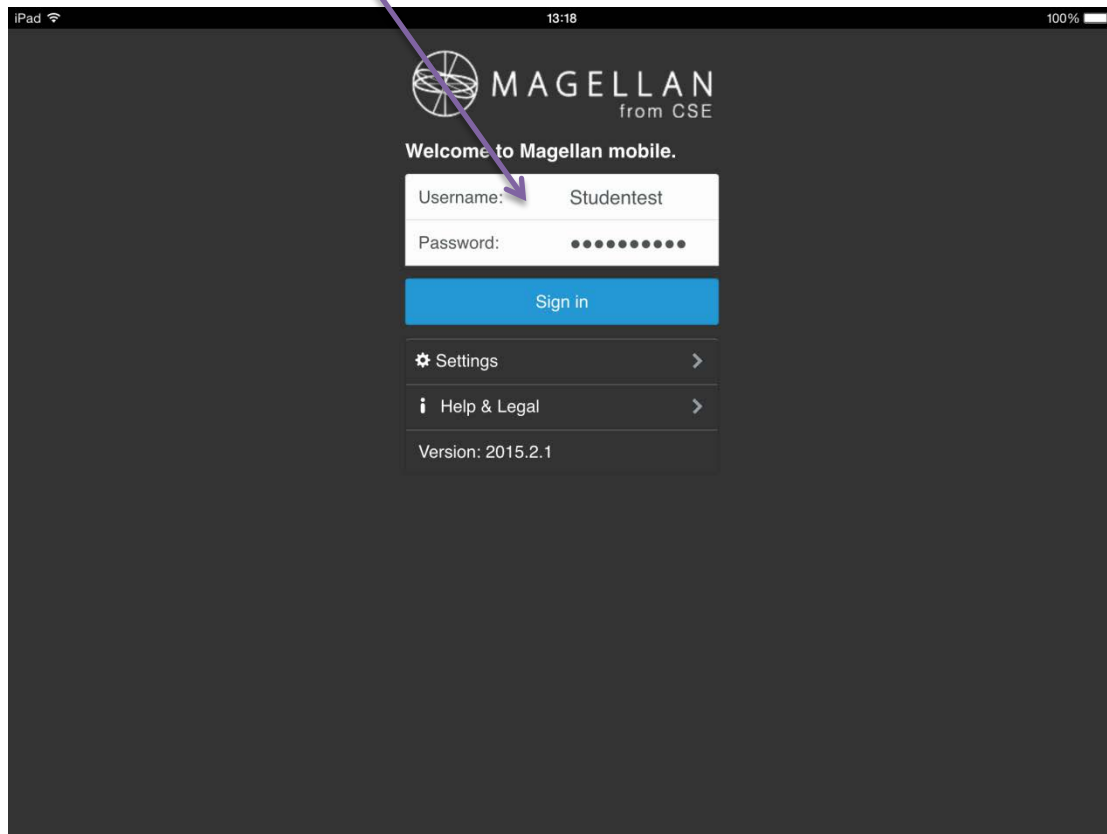 iPad 13:18 100%
MAGELLAN
from CSE
Welcome to Magellan mobile.
Username: Studentest
Password: ●●●●●●●●●●
Sign in
Settings
Help & Legal
Version: 2015.2.1